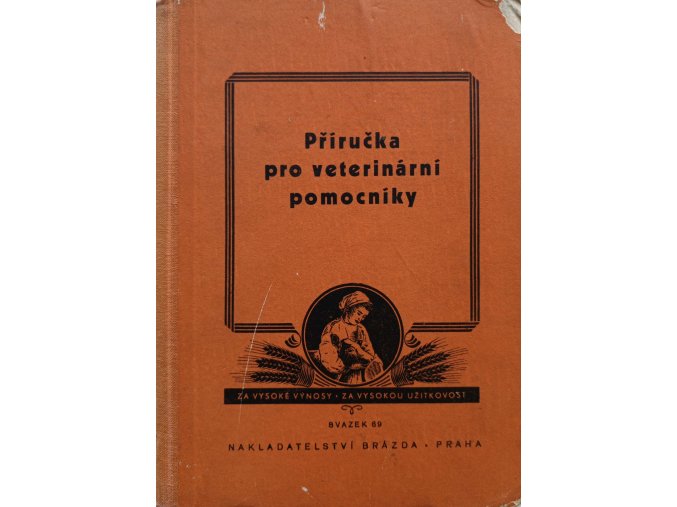 Příručka
pro veterinární
pomocníky
ZA VYSOKÉ VÝNOSY · ZA VYSOKOU UŽITKOVOST
SVAZEK 69
NAKLADATELSTVÍ BRÁZDA · PRAHA